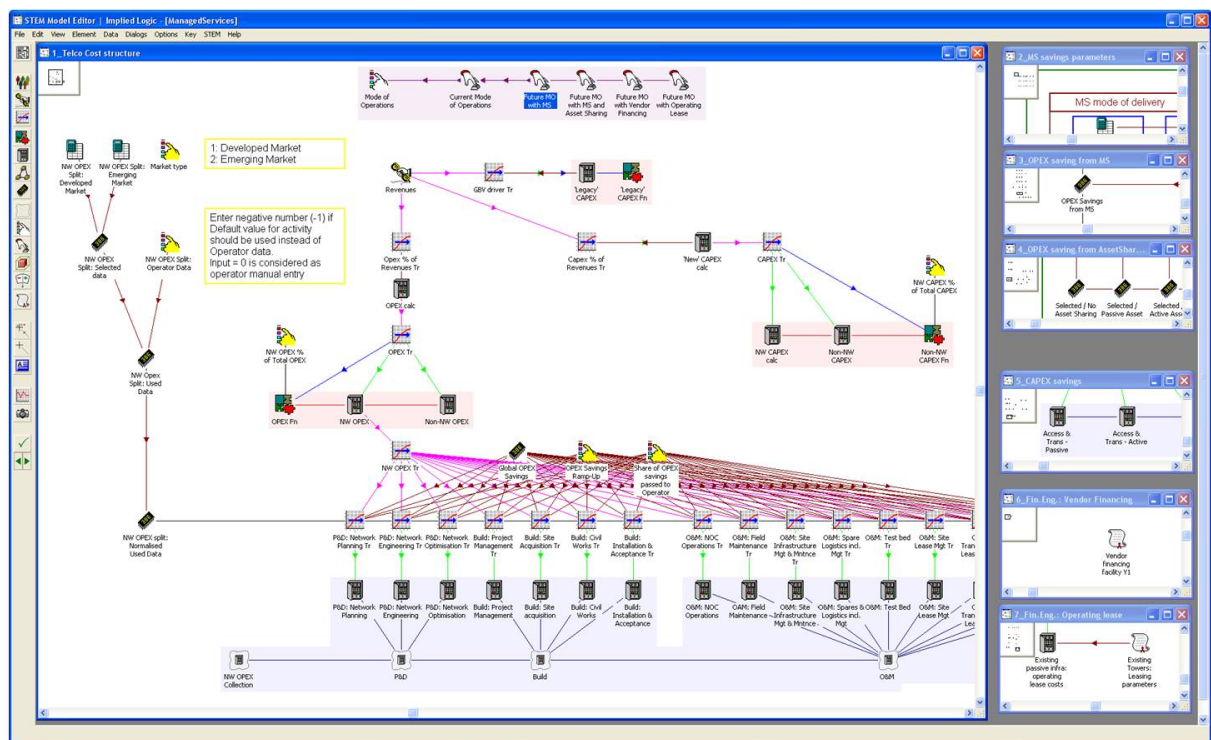 STEM Model Editor | Implied Logic - [ManagedServices]
File Edit View Element Data Dialogs Options Key STEM Help
1_Telco Cost structure
Mode of
Operations
Current Mode
of Operations
Future MO
with MS
Future MO
with MS and
Asset Sharing
Future MO
with Vendor
Financing
Future MO
with Operating
Lease
NW OPEX
Split:
Developed
Market
NW OPEX
Split:
Emerging
Market
Market type
1: Developed Market
2: Emerging Market
Revenues
GBV driver Tr
'Legacy'
CAPEX
'Legacy'
CAPEX Fn
NW OPEX
Split: Selected
data
NW OPEX
Split:
Operator Data
Enter negative number (-1) if
Default value for activity
should be used instead of
Operator data.
Input = 0 is considered as
operator manual entry
Opex % of
Revenues Tr
Capex % of
Revenues Tr
'New' CAPEX
calc
CAPEX Tr
OPEX calc
NW CAPEX %
of Total CAPEX
NW OPEX %
of Total OPEX
OPEX Tr
NW CAPEX
calc
Non-NW
CAPEX
Non-NW
CAPEX Fn
NW Opex
Split: Used
Data
OPEX Fn
NW OPEX
Non-NW OPEX
NW OPEX Tr
Global OPEX
Savings
OPEX Savings
Ramp-Up
Share of OPEX
savings
passed to
Operator
NW OPEX split:
Normalised
Used Data
P&D: Network
Planning Tr
P&D: Network
Engineering Tr
P&D: Network
Optimisation Tr
Build: Project
Management
Tr
Build: Site
Acquisition Tr
Build: Civil
Works Tr
Build:
Installation &
Acceptance Tr
O&M: NOC
Operations Tr
O&M: Field
Maintenance
Tr
O&M: Site
Infrastructure
Mgt & Mntnce
Tr
O&M: Spare
Logistics incl.
Mgt Tr
O&M: Test bed
Tr
O&M: Site
Lease Mgt Tr
P&D: Network
Planning
P&D: Network
Engineering
P&D: Network
Optimisation
Build: Project
Management
Build: Site
acquisition
Build: Civil
Works
Build:
Installation &
Acceptance
O&M: NOC
Operations
OAM: Field
Maintenance
O&M: Site
Infrastructure
Mgt & Mntnce
O&M: Spares &
Logistics incl.
Mgt
O&M: Test Bed
O&M: Site
Lease Mgt
NW OPEX
Collection
P&D
Build
O&M
2_MS savings parameters
MS mode of delivery
3_OPEX saving from MS
OPEX Savings
from MS
4_OPEX saving from AssetShar...
Selected / No
Asset Sharing
Selected /
Passive Asset
Selected /
Active Asse
5_CAPEX savings
Access &
Trans -
Passive
Access &
Trans - Active
6_Fin.Eng.: Vendor Financing
Vendor
financing
facility Y1
7_Fin.Eng.: Operating lease
Existing
passive infra:
operating
lease costs
Existing
Towers:
Leasing
parameters